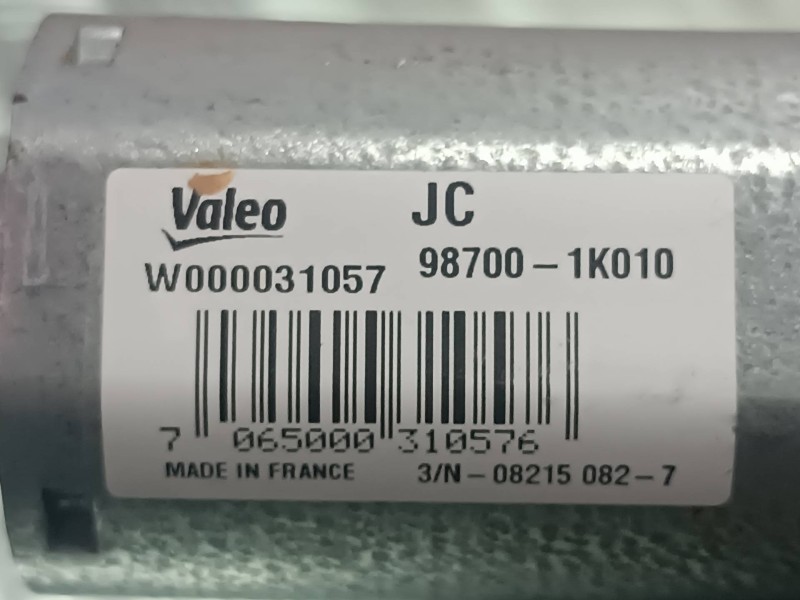 Valeo JC
W000031057 98700-1K010
7 065000 310576
MADE IN FRANCE 3/N-08215 082-7